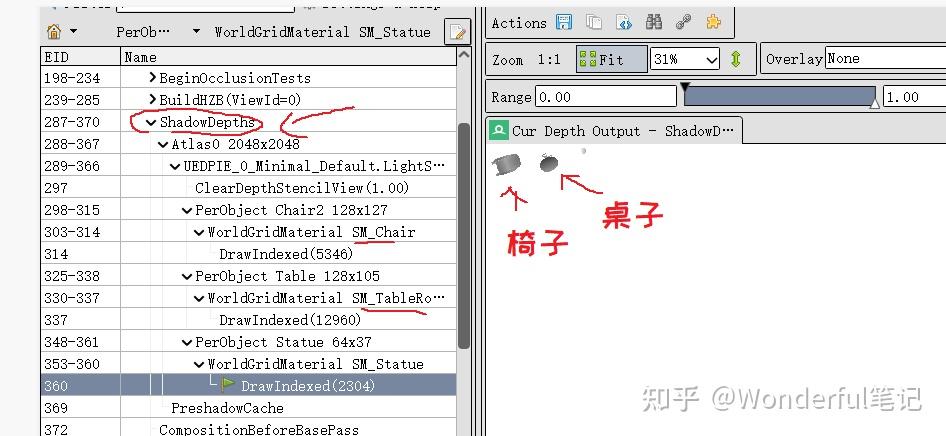 PerOb… WorldGridMaterial SM_Statue
EID Name
198-234 BeginOcclusionTests
239-285 BuildHZB(ViewId=0)
287-370 ShadowDepths
288-367 Atlas0 2048x2048
289-366 UEDPIE_0_Minimal_Default.LightS…
297 ClearDepthStencilView(1.00)
298-315 PerObject Chair2 128x127
303-314 WorldGridMaterial SM_Chair
314 DrawIndexed(5346)
325-338 PerObject Table 128x105
330-337 WorldGridMaterial SM_TableRo…
337 DrawIndexed(12960)
348-361 PerObject Statue 64x37
353-360 WorldGridMaterial SM_Statue
360 DrawIndexed(2304)
369 PreshadowCache
372 CompositionBeforeBasePass
Actions
Zoom 1:1 Fit 31% Overlay None
Range 0.00 1.00
Cur Depth Output - ShadowD…
桌子
椅子
知乎 @Wonderful笔记